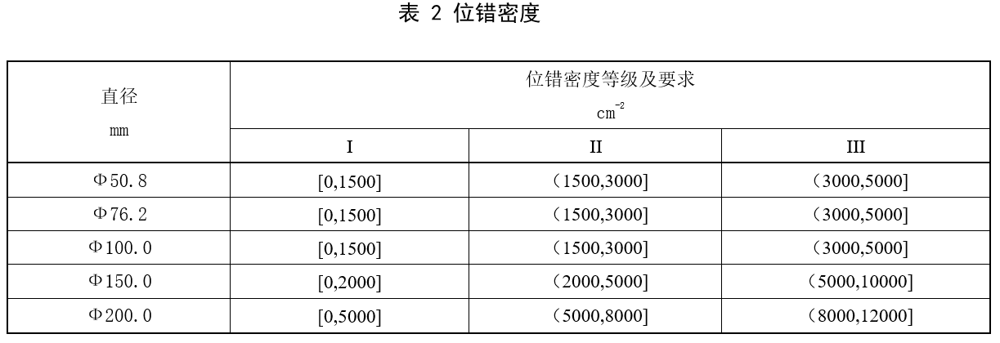 表 2 位错密度
直径
mm
位错密度等级及要求
cm⁻²
I II III
Φ50.8 [0,1500] （1500,3000] （3000,5000]
Φ76.2 [0,1500] （1500,3000] （3000,5000]
Φ100.0 [0,1500] （1500,3000] （3000,5000]
Φ150.0 [0,2000] （2000,5000] （5000,10000]
Φ200.0 [0,5000] （5000,8000] （8000,12000]